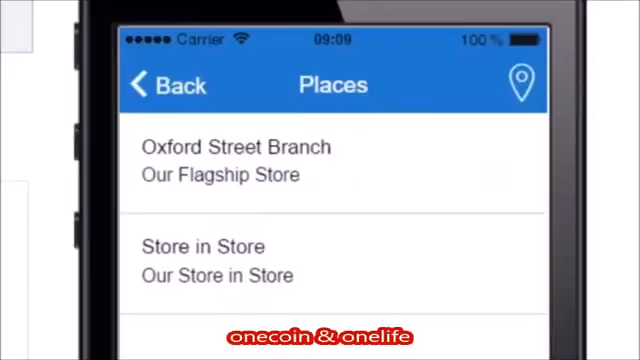 Carrier 09:09 100 %
Back Places
Oxford Street Branch
Our Flagship Store
Store in Store
Our Store in Store
onecoin & onelife